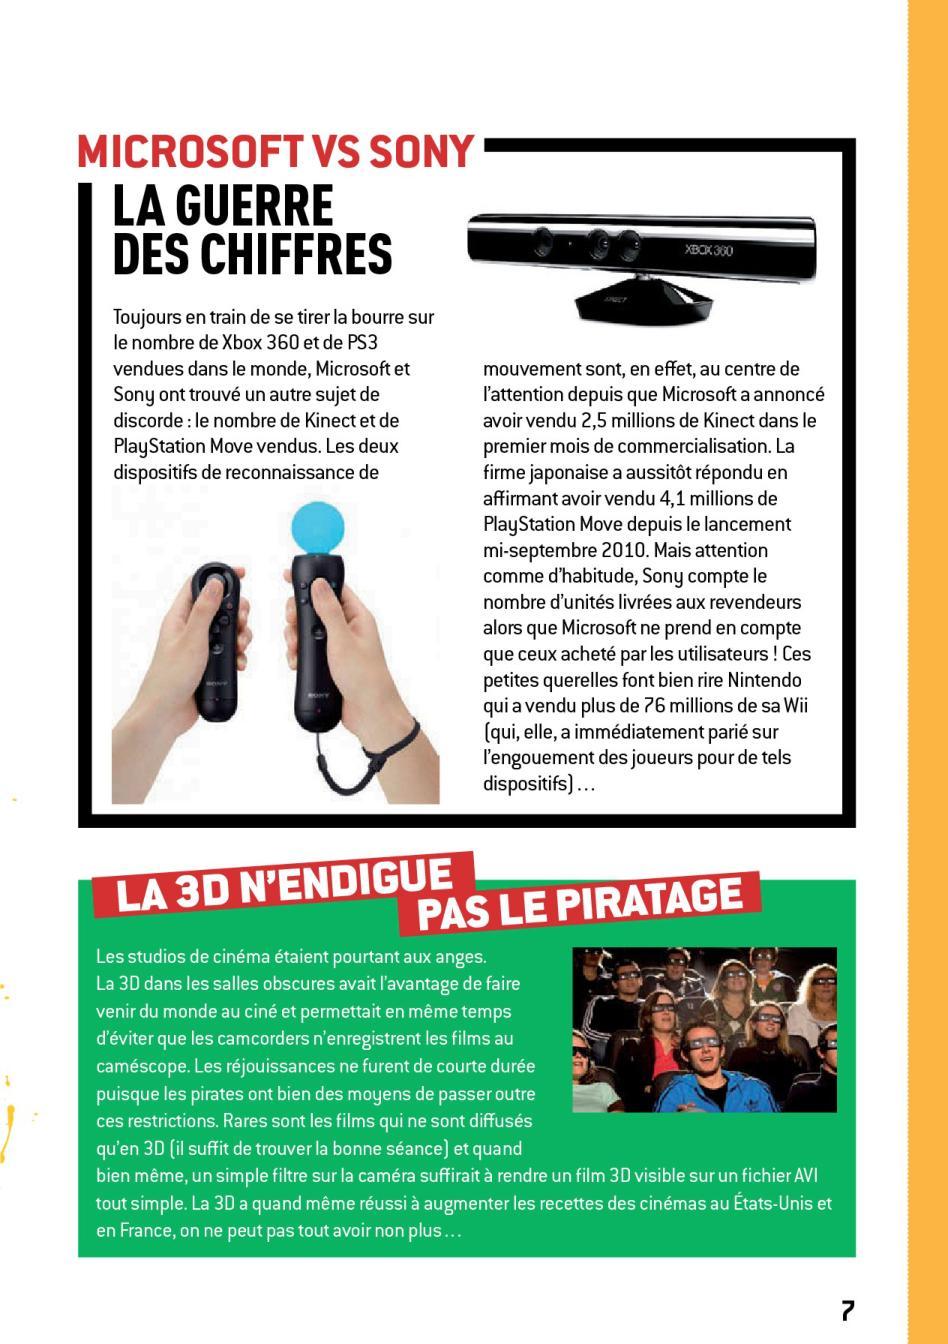 MICROSOFT VS SONY
LA GUERRE
DES CHIFFRES
Toujours en train de se tirer la bourre sur
le nombre de Xbox 360 et de PS3
vendues dans le monde, Microsoft et
Sony ont trouvé un autre sujet de
discorde : le nombre de Kinect et de
PlayStation Move vendus. Les deux
dispositifs de reconnaissance de
SONY
SONY
XBOX 360
KINECT
mouvement sont, en effet, au centre de
l’attention depuis que Microsoft a annoncé
avoir vendu 2,5 millions de Kinect dans le
premier mois de commercialisation. La
firme japonaise a aussitôt répondu en
affirmant avoir vendu 4,1 millions de
PlayStation Move depuis le lancement
mi-septembre 2010. Mais attention
comme d’habitude, Sony compte le
nombre d’unités livrées aux revendeurs
alors que Microsoft ne prend en compte
que ceux acheté par les utilisateurs ! Ces
petites querelles font bien rire Nintendo
qui a vendu plus de 76 millions de sa Wii
(qui, elle, a immédiatement parié sur
l’engouement des joueurs pour de tels
dispositifs)…
LA 3D N’ENDIGUE
PAS LE PIRATAGE
Les studios de cinéma étaient pourtant aux anges.
La 3D dans les salles obscures avait l’avantage de faire
venir du monde au ciné et permettait en même temps
d’éviter que les camcorders n’enregistrent les films au
caméscope. Les réjouissances ne furent de courte durée
puisque les pirates ont bien des moyens de passer outre
ces restrictions. Rares sont les films qui ne sont diffusés
qu’en 3D (il suffit de trouver la bonne séance) et quand
bien même, un simple filtre sur la caméra suffirait à rendre un film 3D visible sur un fichier AVI
tout simple. La 3D a quand même réussi à augmenter les recettes des cinémas au États-Unis et
en France, on ne peut pas tout avoir non plus…
7